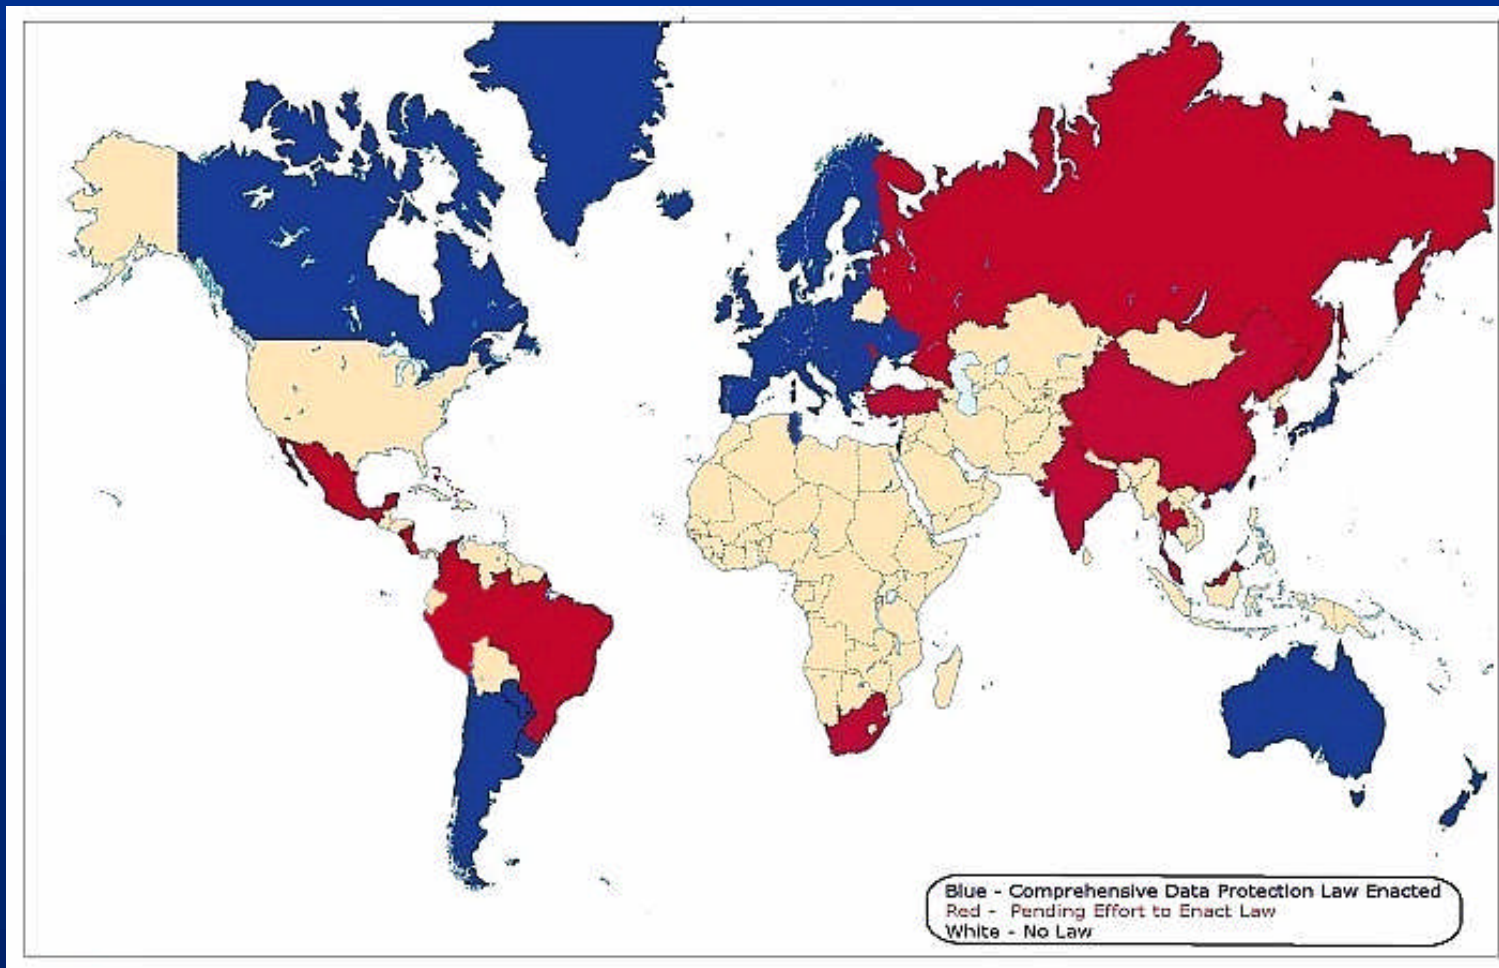 Blue - Comprehensive Data Protection Law Enacted
Red - Pending Effort to Enact Law
White - No Law